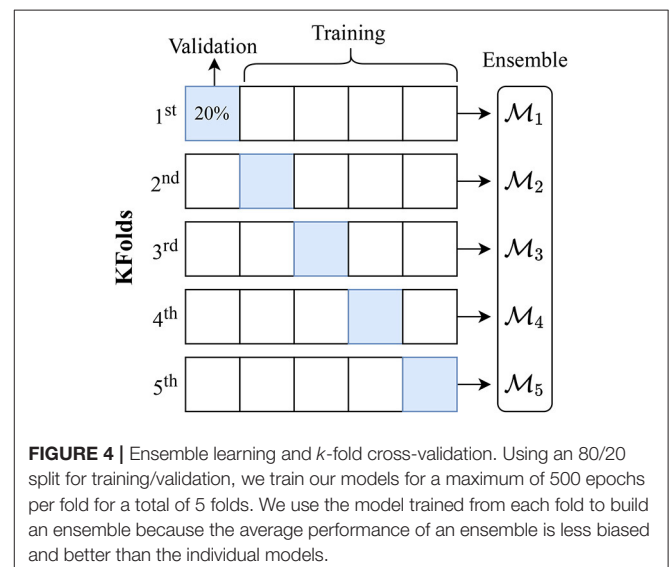 Validation
Training
Ensemble
KFolds
1st 20% M1
2nd M2
3rd M3
4th M4
5th M5
FIGURE 4 | Ensemble learning and k-fold cross-validation. Using an 80/20
split for training/validation, we train our models for a maximum of 500 epochs
per fold for a total of 5 folds. We use the model trained from each fold to build
an ensemble because the average performance of an ensemble is less biased
and better than the individual models.